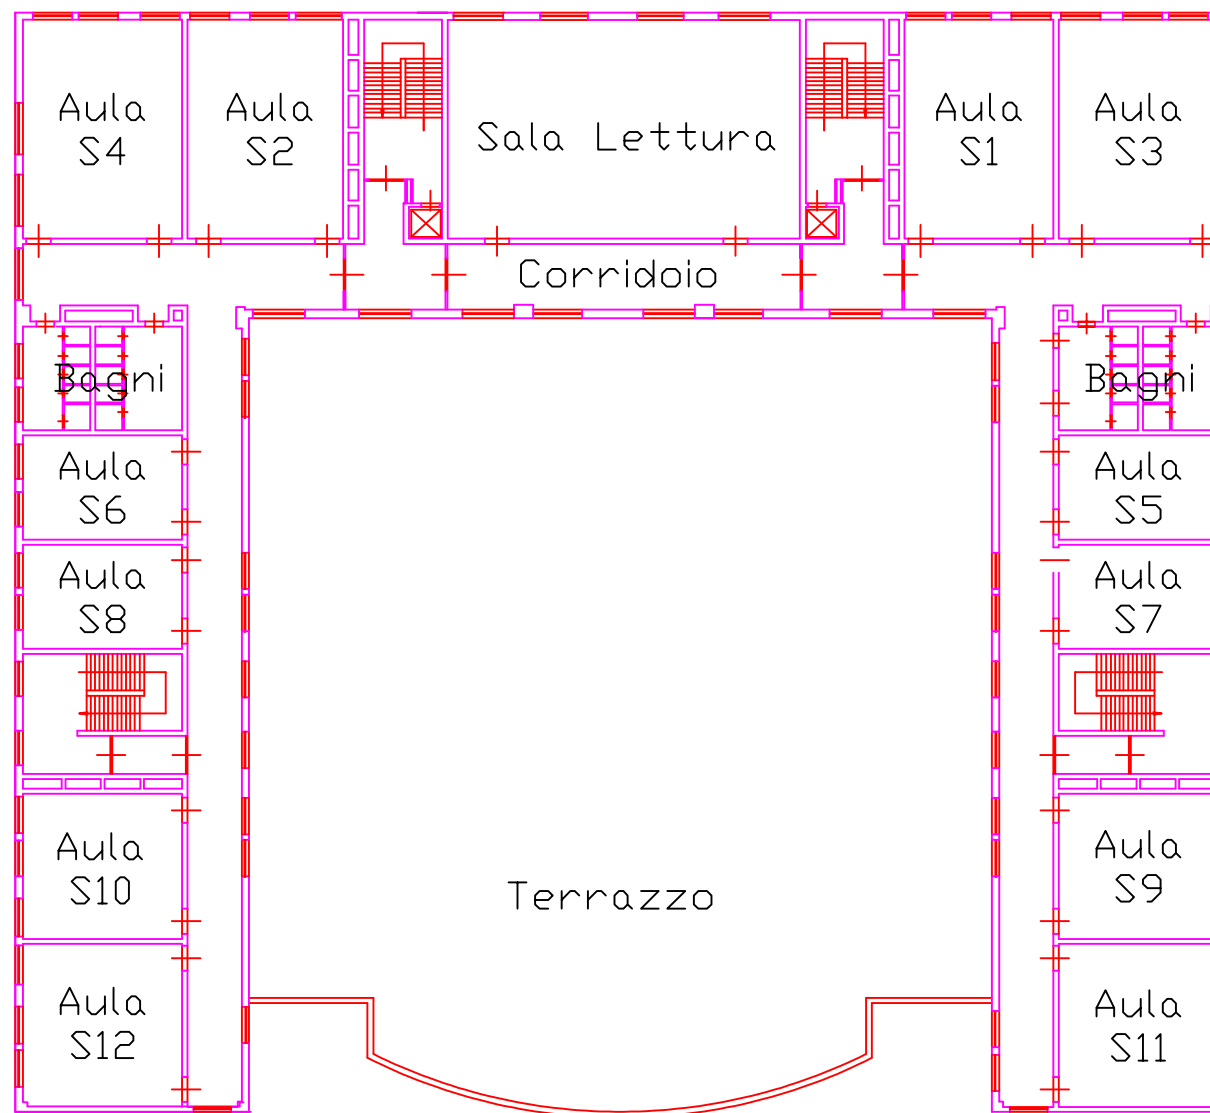 Aula
S4
Aula
S2
Sala Lettura
Aula
S1
Aula
S3
Corridoio
Bagni
Bagni
Aula
S6
Aula
S5
Aula
S8
Aula
S7
Aula
S10
Terrazzo
Aula
S9
Aula
S12
Aula
S11